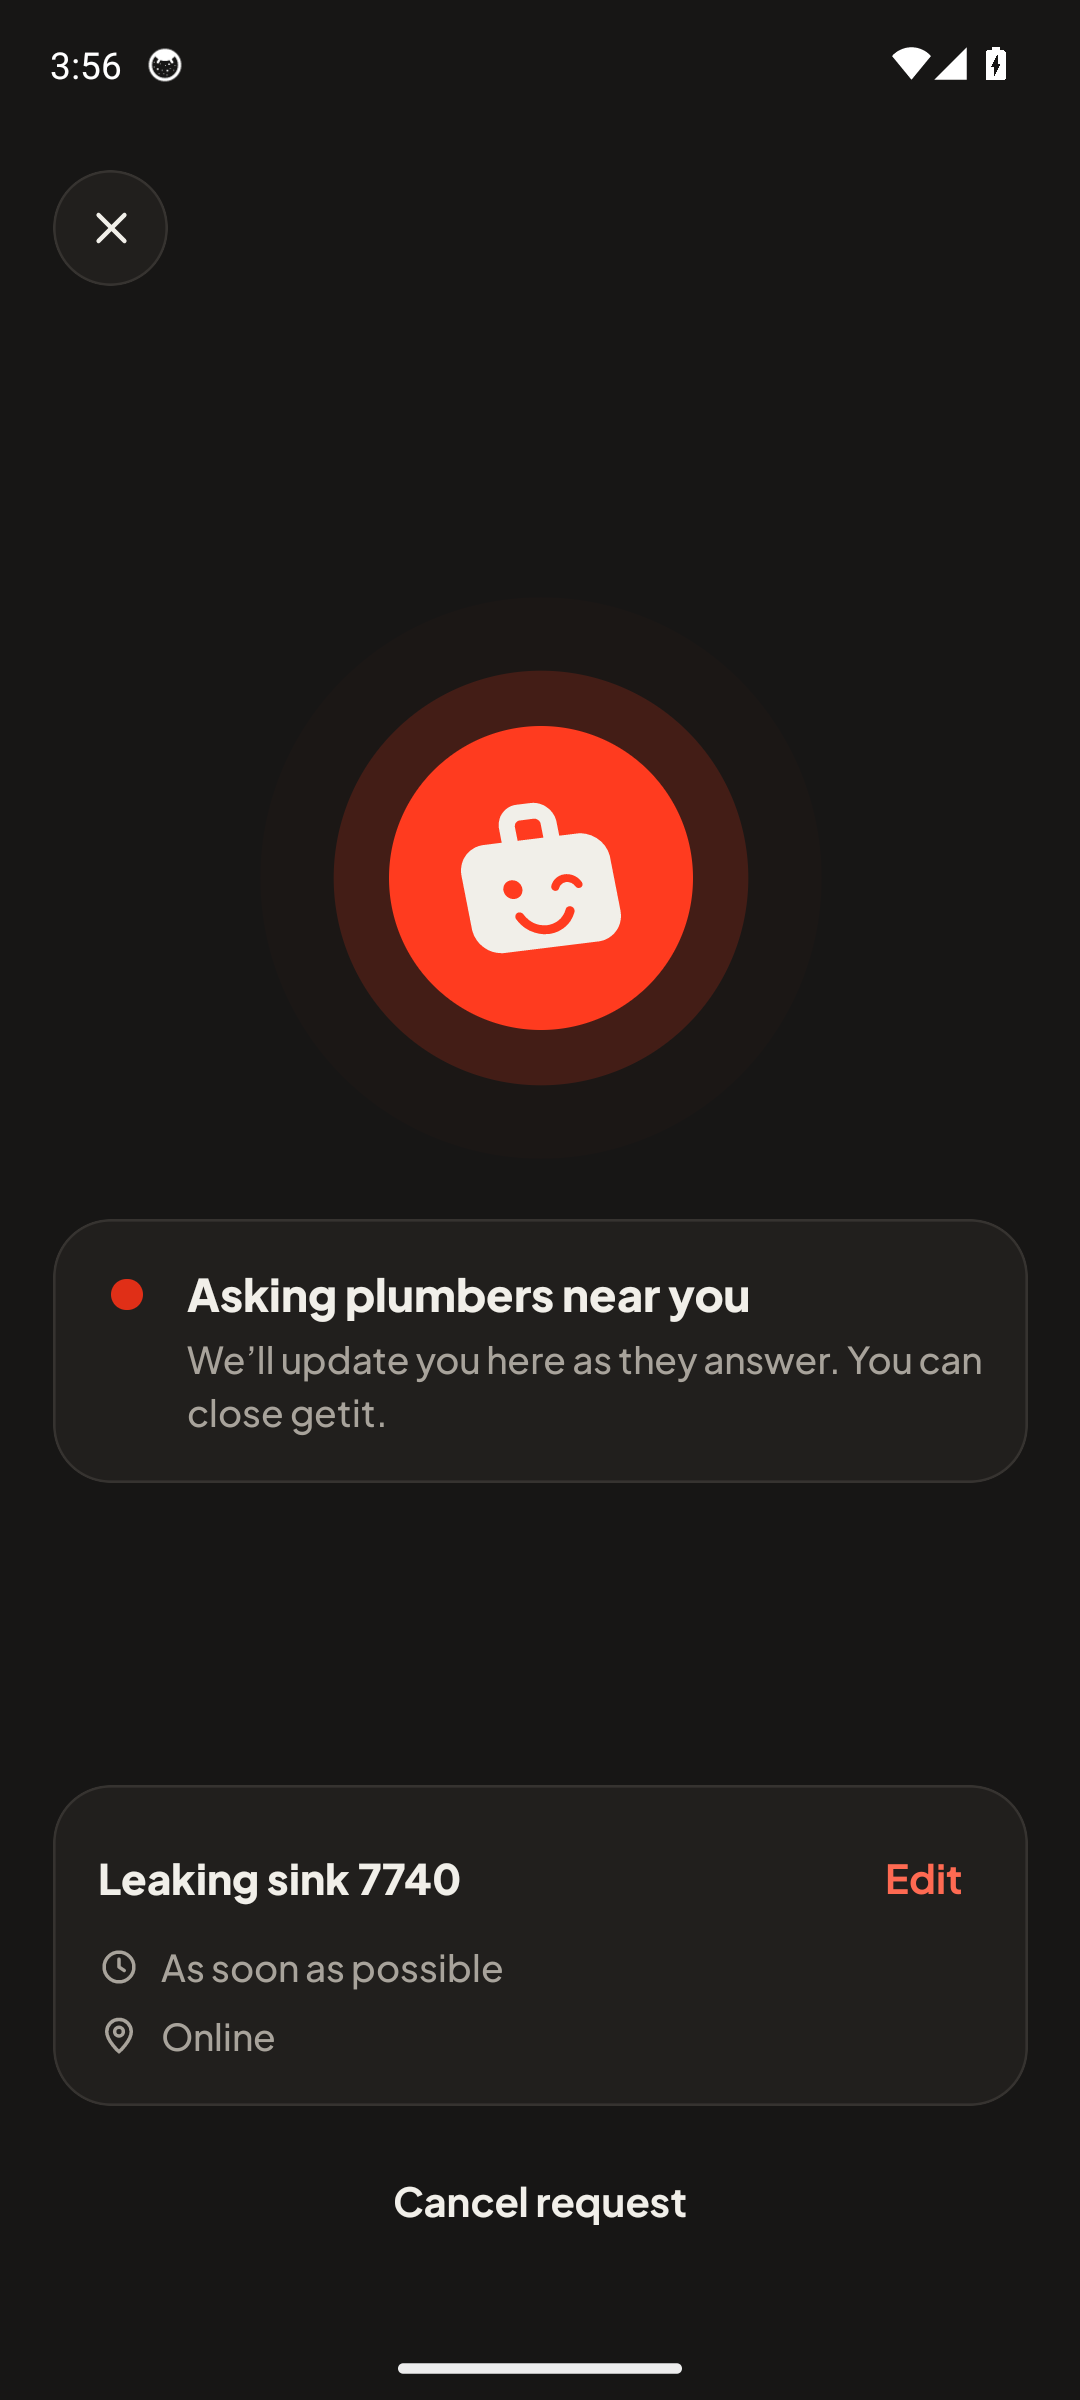 3:56
Asking plumbers near you
We’ll update you here as they answer. You can
close getit.
Leaking sink 7740
Edit
As soon as possible
Online
Cancel request